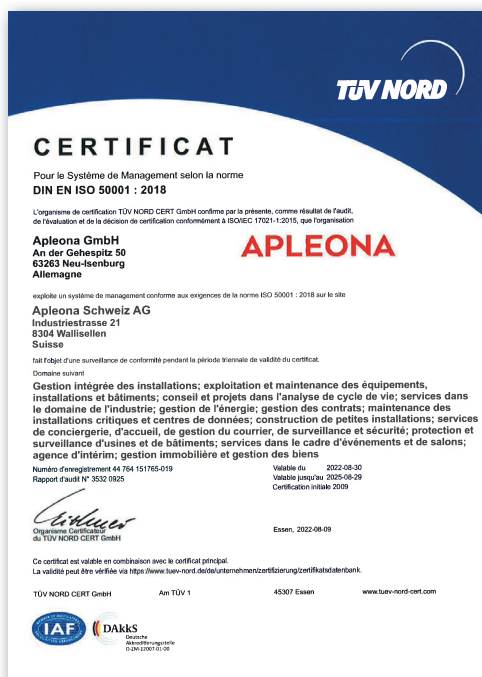 TÜV NORD
CERTIFICAT
Pour le Système de Management selon la norme
DIN EN ISO 50001 : 2018
L'organisme de certification TÜV NORD CERT GmbH confirme par la présente, comme résultat de l'audit,
de l'évaluation et de la décision de certification conformément à ISO/IEC 17021-1:2015, que l'organisation
Apleona GmbH
An der Gehespitz 50
63263 Neu-Isenburg
Allemagne
APLEONA
exploite un système de management conforme aux exigences de la norme ISO 50001 : 2018 sur le site
Apleona Schweiz AG
Industriestrasse 21
8304 Wallisellen
Suisse
fait l'objet d'une surveillance de conformité pendant la période triennale de validité du certificat.
Domaine suivant
Gestion intégrée des installations; exploitation et maintenance des équipements,
installations et bâtiments; conseil et projets dans l'analyse de cycle de vie; services dans
le domaine de l'industrie; gestion de l'énergie; gestion des contrats; maintenance des
installations critiques et centres de données; construction de petites installations; services
de conciergerie, d'accueil, de gestion du courrier, de surveillance et sécurité; protection et
surveillance d'usines et de bâtiments; services dans le cadre d'événements et de salons;
agence d'intérim; gestion immobilière et gestion des biens
Numéro d'enregistrement 44 764 151765-019
Rapport d'audit N° 3532 0925
Valable du 2022-08-30
Valable jusqu'au 2025-08-29
Certification initiale 2009
Organisme Certificateur
du TÜV NORD CERT GmbH
Essen, 2022-08-09
Ce certificat est valable en combinaison avec le certificat principal.
La validité peut être vérifiée via https://www.tuev-nord.de/de/unternehmen/zertifizierung/zertifikatsdatenbank.
TÜV NORD CERT GmbH Am TÜV 1 45307 Essen www.tuev-nord-cert.com
IAF
DAkkS
Deutsche
Akkreditierungsstelle
D-ZM-12007-01-00